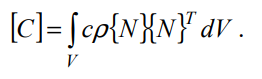 [C]=∫_V cρ{N}{N}^T dV .